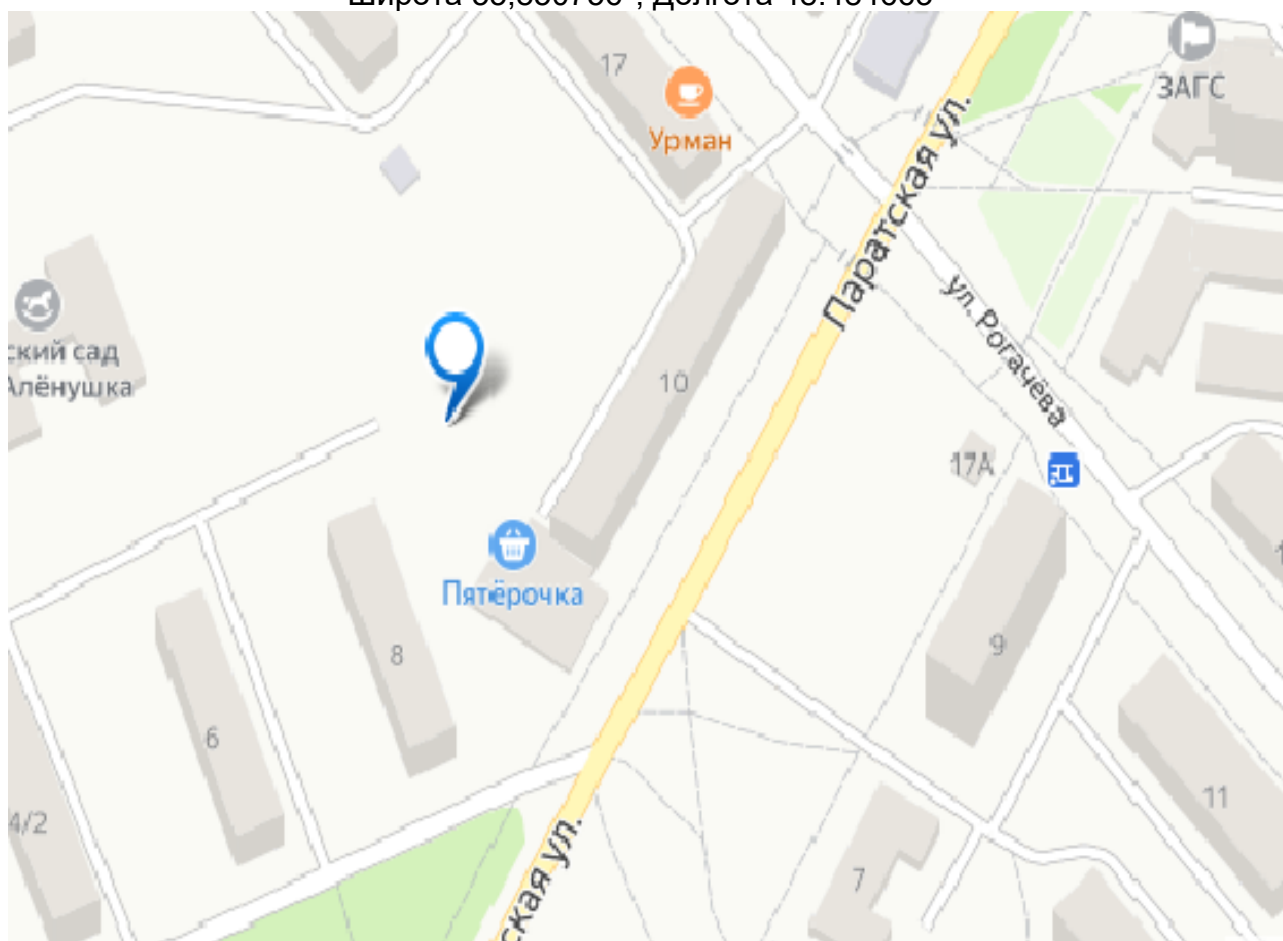 17
Урман
ЗАГС
Паратская ул.
ский сад
Алёнушка
10
ул. Рогачёва
17А
Пятёрочка
8
9
6
11
4/2
7
ская ул.